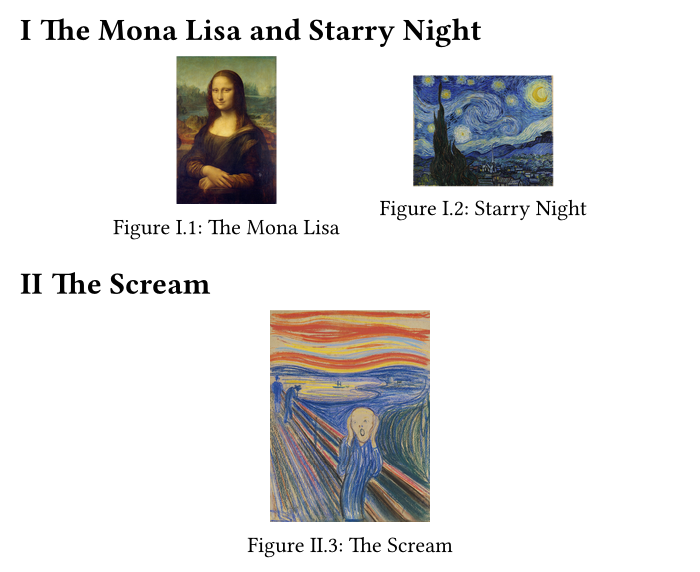 I The Mona Lisa and Starry Night
Figure I.1: The Mona Lisa
Figure I.2: Starry Night
II The Scream
Figure II.3: The Scream